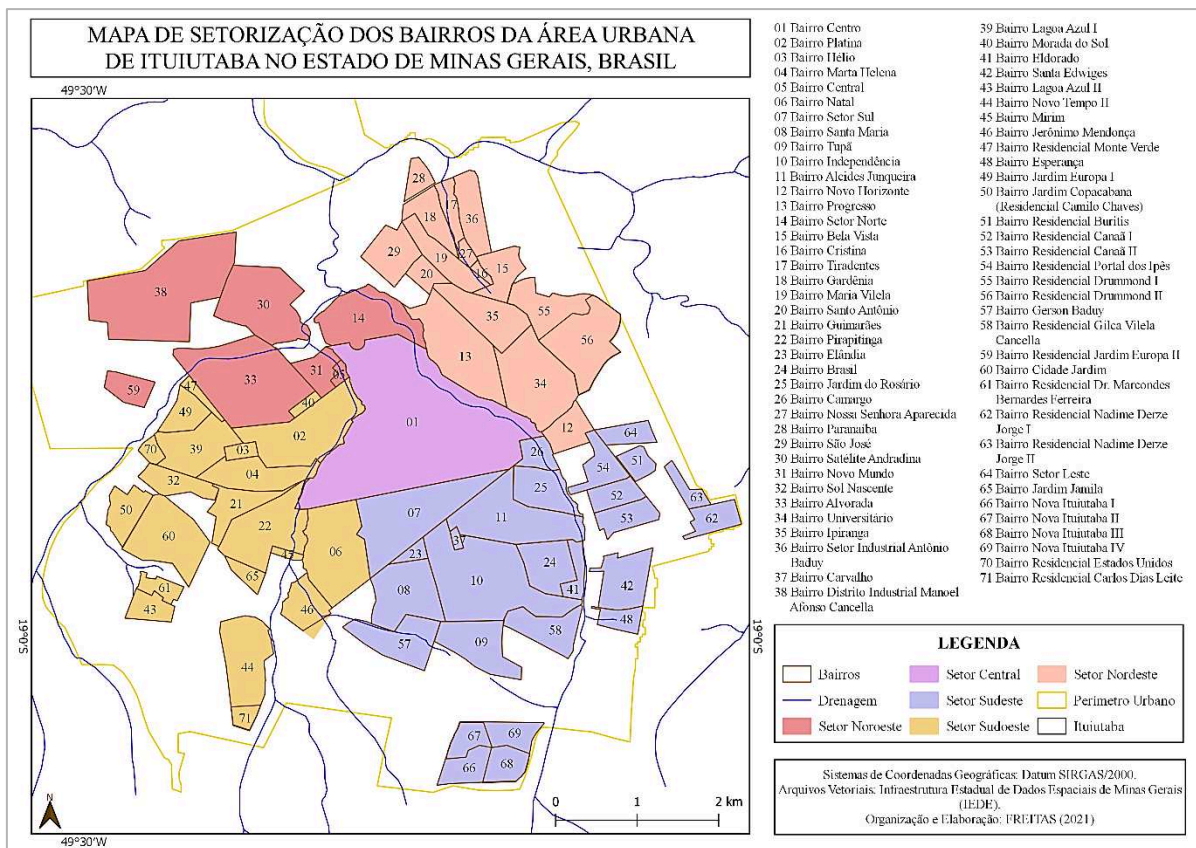 MAPA DE SETORIZAÇÃO DOS BAIRROS DA ÁREA URBANA
DE ITUIUTABA NO ESTADO DE MINAS GERAIS, BRASIL
49°30'W
28
17
36
18
29
19
27
20
16
15
38
30
14
35
55
56
13
34
59
33
31
05
47
40
49
01
12
02
70
39
03
04
32
26
64
54
51
25
52
53
63
62
50
21
22
60
07
11
37
06
23
24
10
41
42
65
08
61
43
46
48
58
57
09
44
71
67
69
66
68
19°0'0"S
19°0'0"S
N
0 1 2 km
49°30'W
01 Bairro Centro
02 Bairro Platina
03 Bairro Hélio
04 Bairro Marta Helena
05 Bairro Central
06 Bairro Natal
07 Bairro Setor Sul
08 Bairro Santa Maria
09 Bairro Tupã
10 Bairro Independência
11 Bairro Alcides Junqueira
12 Bairro Novo Horizonte
13 Bairro Progresso
14 Bairro Setor Norte
15 Bairro Bela Vista
16 Bairro Cristina
17 Bairro Tiradentes
18 Bairro Gardênia
19 Bairro Maria Vilela
20 Bairro Santo Antônio
21 Bairro Guimarães
22 Bairro Pirapitinga
23 Bairro Elândia
24 Bairro Brasil
25 Bairro Jardim do Rosário
26 Bairro Camargo
27 Bairro Nossa Senhora Aparecida
28 Bairro Paranaiba
29 Bairro São José
30 Bairro Satélite Andradina
31 Bairro Novo Mundo
32 Bairro Sol Nascente
33 Bairro Alvorada
34 Bairro Universitário
35 Bairro Ipiranga
36 Bairro Setor Industrial Antônio
Baduy
37 Bairro Carvalho
38 Bairro Distrito Industrial Manoel
Afonso Cancella
39 Bairro Lagoa Azul I
40 Bairro Morada do Sol
41 Bairro Eldorado
42 Bairro Santa Edwiges
43 Bairro Lagoa Azul II
44 Bairro Novo Tempo II
45 Bairro Mirim
46 Bairro Jerônimo Mendonça
47 Bairro Residencial Monte Verde
48 Bairro Esperança
49 Bairro Jardim Europa I
50 Bairro Jardim Copacabana
(Residencial Camilo Chaves)
51 Bairro Residencial Buritis
52 Bairro Residencial Canaã I
53 Bairro Residencial Canaã II
54 Bairro Residencial Portal dos Ipês
55 Bairro Residencial Drummond I
56 Bairro Residencial Drummond II
57 Bairro Gerson Baduy
58 Bairro Residencial Gilca Vilela
Cancella
59 Bairro Residencial Jardim Europa II
60 Bairro Cidade Jardim
61 Bairro Residencial Dr. Marcondes
Bernardes Ferreira
62 Bairro Residencial Nadime Derze
Jorge I
63 Bairro Residencial Nadime Derze
Jorge II
64 Bairro Setor Leste
65 Bairro Jardim Jamila
66 Bairro Nova Ituiutaba I
67 Bairro Nova Ituiutaba II
68 Bairro Nova Ituiutaba III
69 Bairro Nova Ituiutaba IV
70 Bairro Residencial Estados Unidos
71 Bairro Residencial Carlos Dias Leite
LEGENDA
Bairros
Setor Central
Setor Nordeste
Drenagem
Setor Sudeste
Perímetro Urbano
Setor Noroeste
Setor Sudoeste
Ituiutaba
Sistemas de Coordenadas Geográficas: Datum SIRGAS/2000.
Arquivos Vetoriais: Infraestrutura Estadual de Dados Espaciais de Minas Gerais
(IEDE).
Organização e Elaboração: FREITAS (2021)